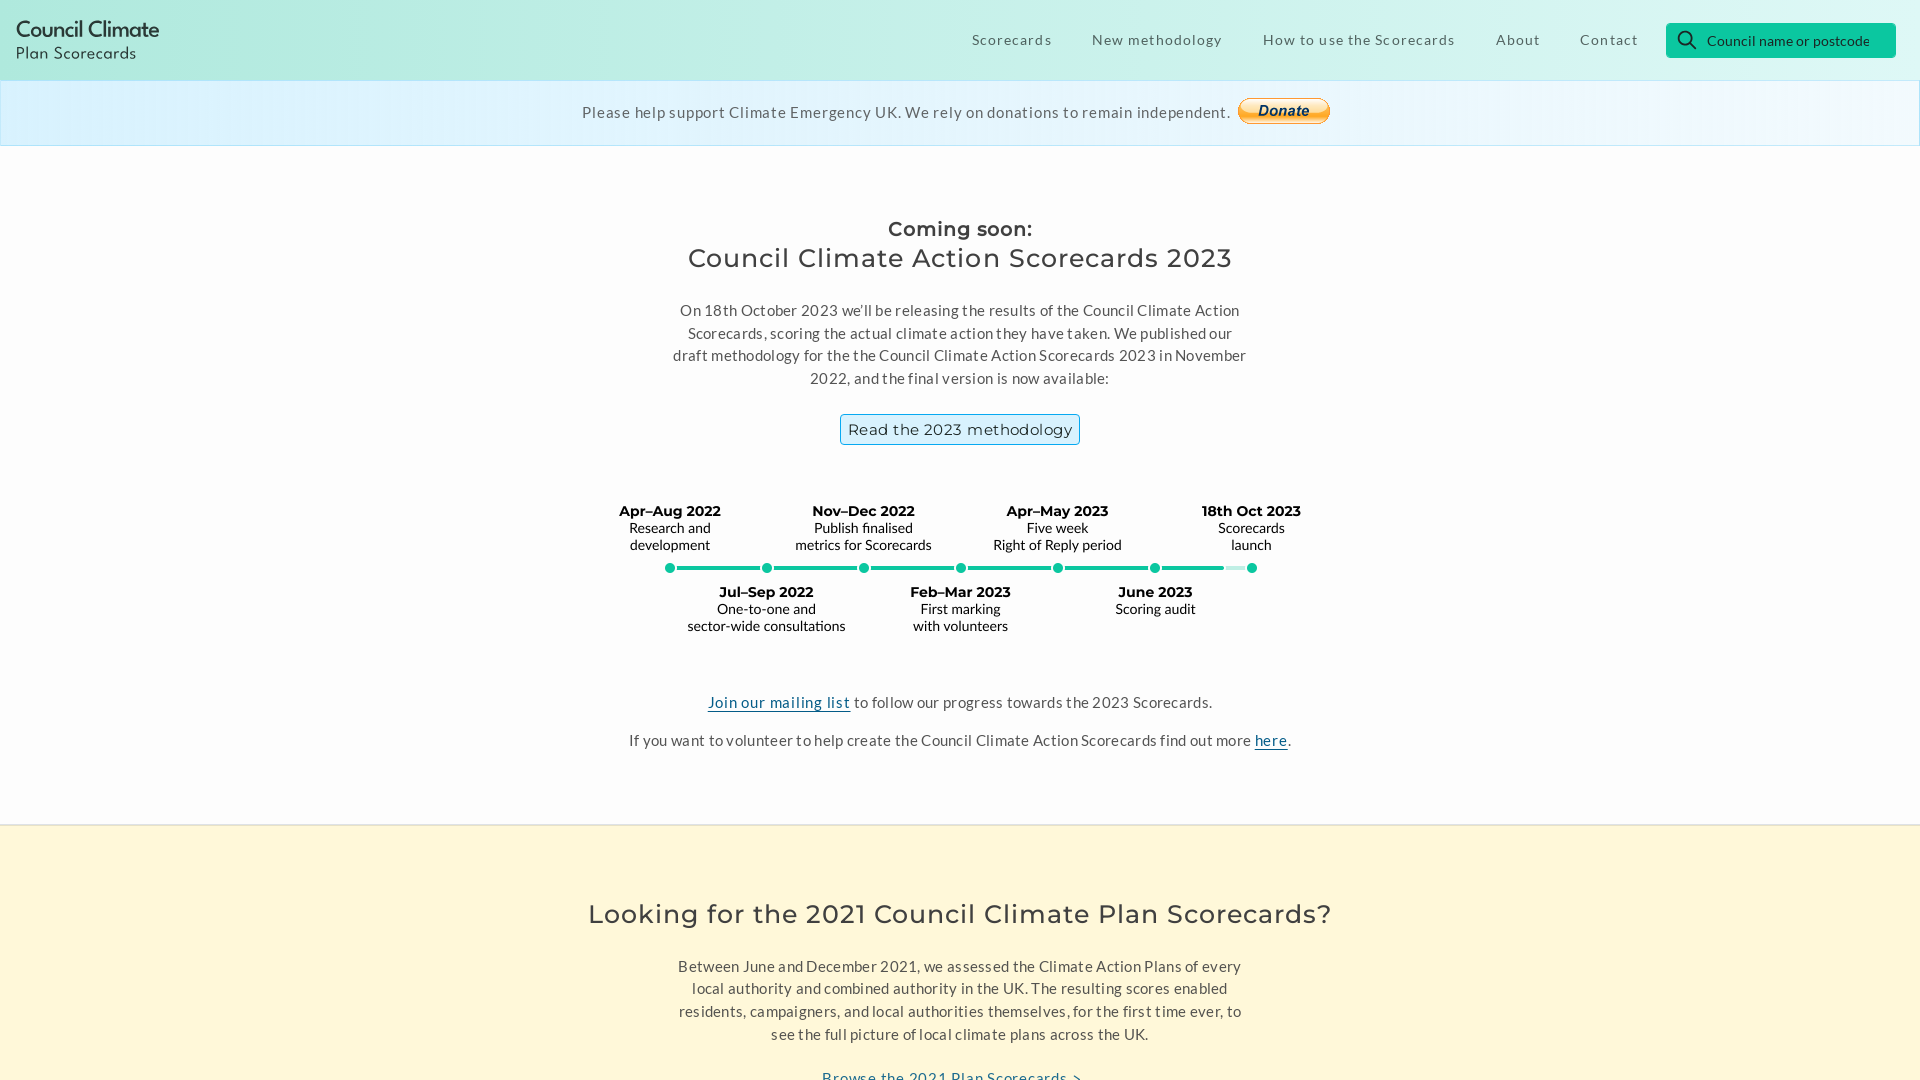 Council Climate
Plan Scorecards
Scorecards
New methodology
How to use the Scorecards
About
Contact
Council name or postcode
Please help support Climate Emergency UK. We rely on donations to remain independent.
Donate
Coming soon:
Council Climate Action Scorecards 2023
On 18th October 2023 we’ll be releasing the results of the Council Climate Action
Scorecards, scoring the actual climate action they have taken. We published our
draft methodology for the the Council Climate Action Scorecards 2023 in November
2022, and the final version is now available:
Read the 2023 methodology
Apr–Aug 2022
Research and
development
Nov–Dec 2022
Publish finalised
metrics for Scorecards
Apr–May 2023
Five week
Right of Reply period
18th Oct 2023
Scorecards
launch
Jul–Sep 2022
One-to-one and
sector-wide consultations
Feb–Mar 2023
First marking
with volunteers
June 2023
Scoring audit
Join our mailing list to follow our progress towards the 2023 Scorecards.
If you want to volunteer to help create the Council Climate Action Scorecards find out more here.
Looking for the 2021 Council Climate Plan Scorecards?
Between June and December 2021, we assessed the Climate Action Plans of every
local authority and combined authority in the UK. The resulting scores enabled
residents, campaigners, and local authorities themselves, for the first time ever, to
see the full picture of local climate plans across the UK.
Browse the 2021 Plan Scorecards >